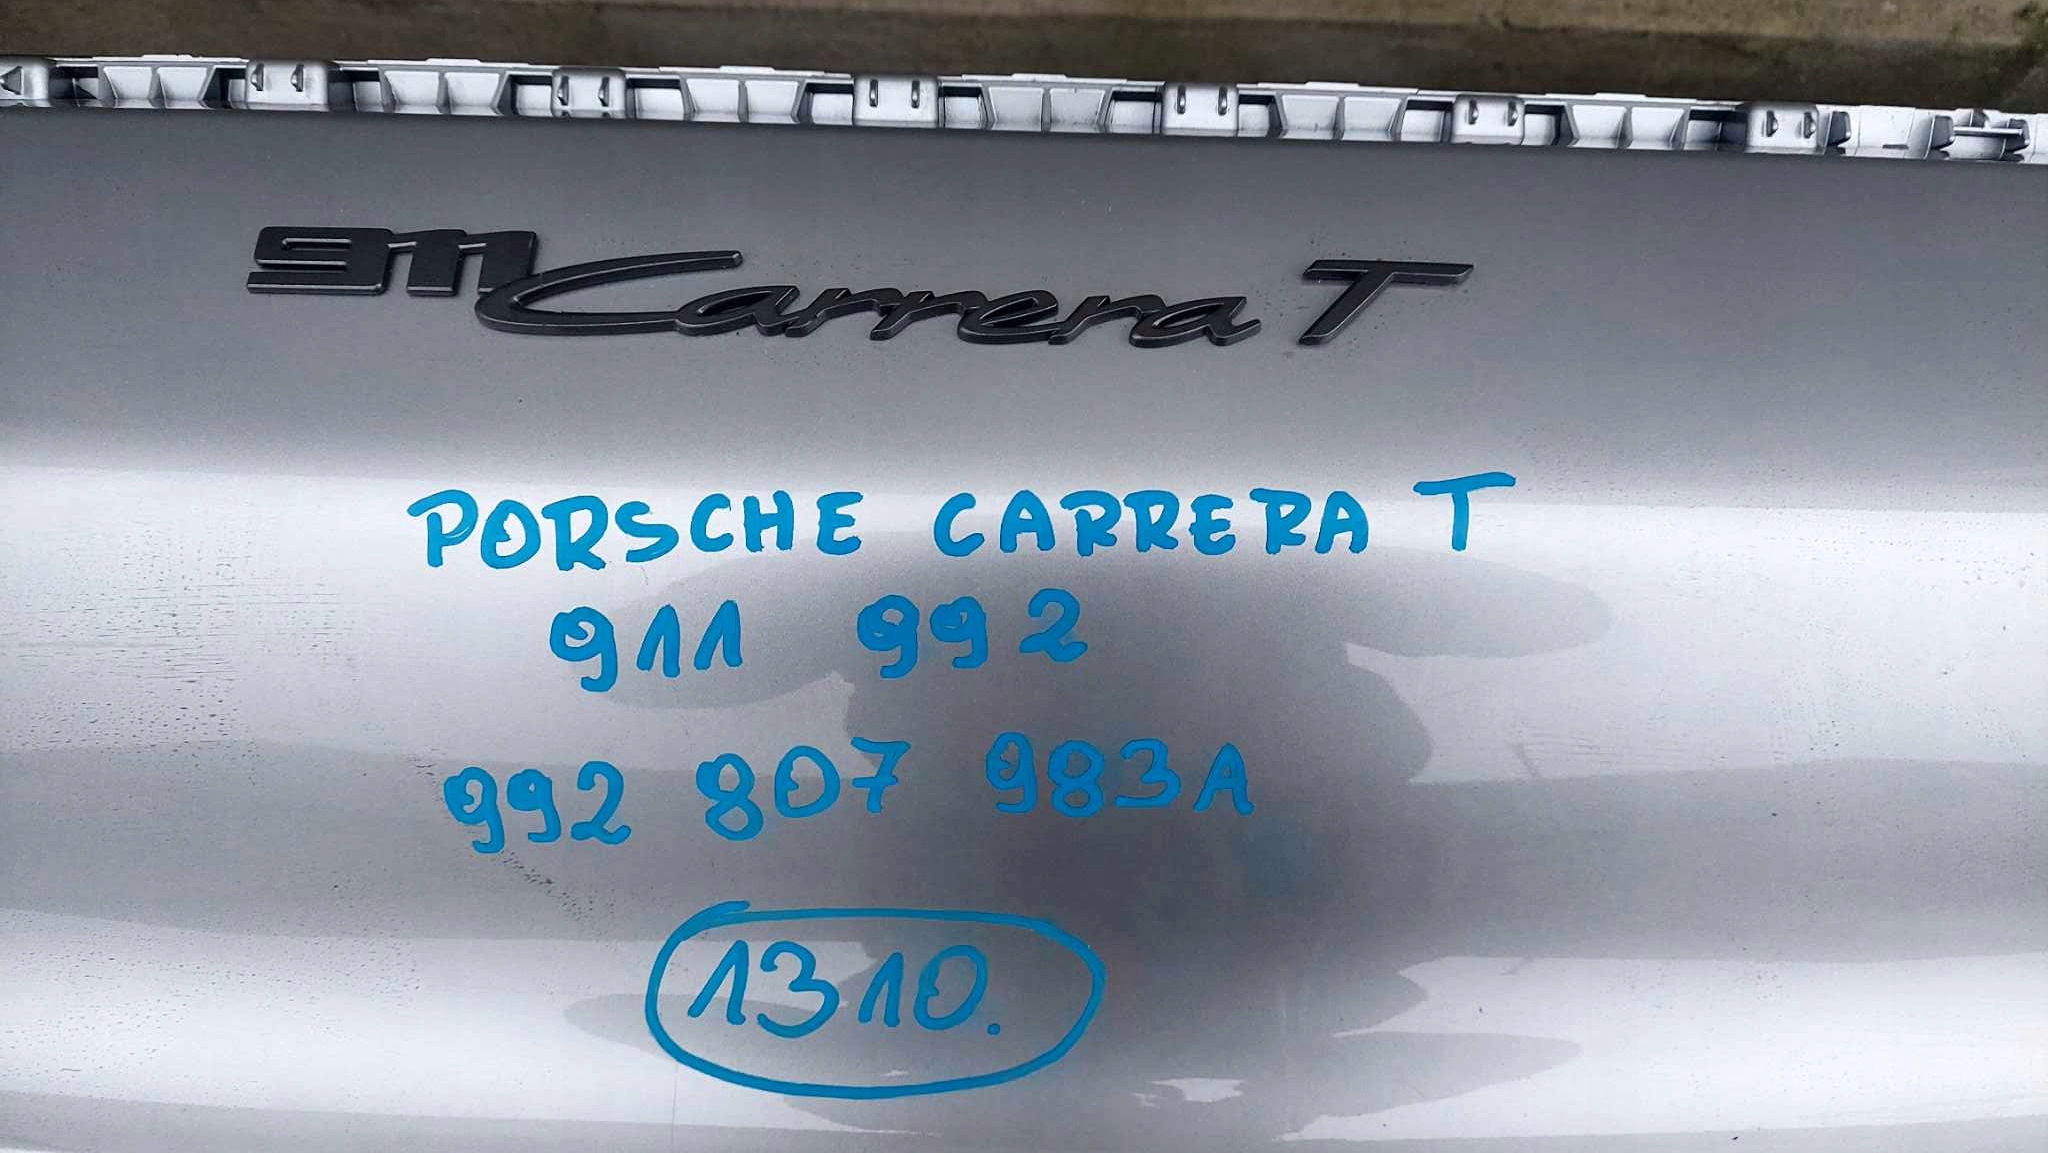 911 Carrera T
PORSCHE CARRERA T
911 992
992 807 983A
1310.